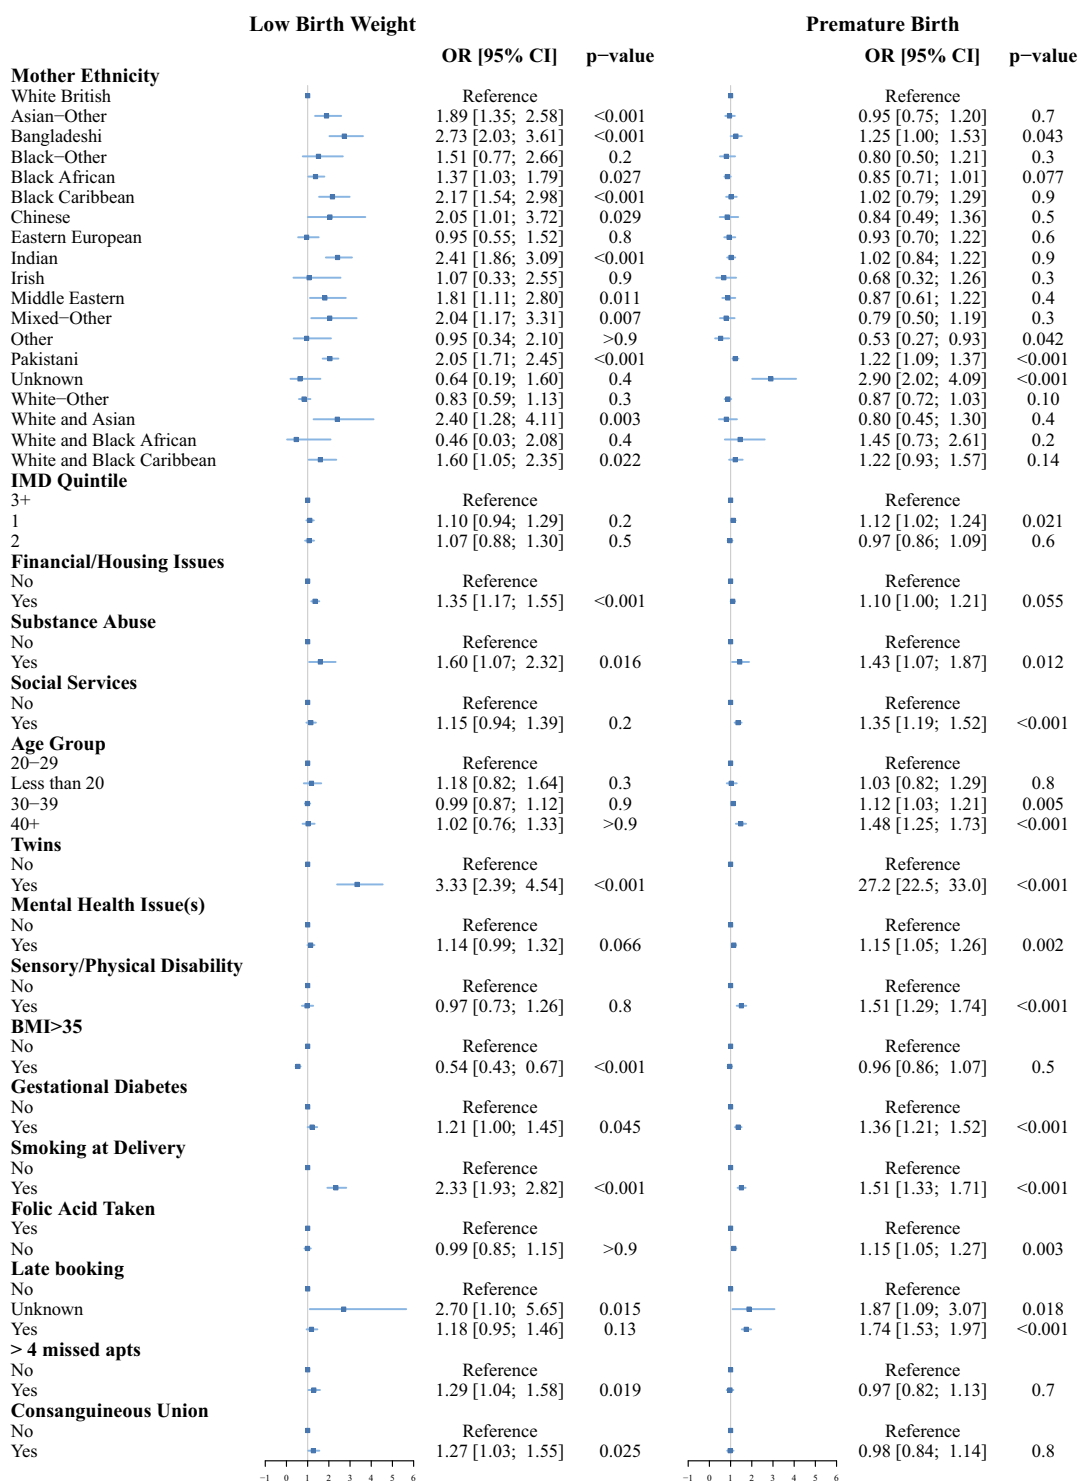 Low Birth Weight Premature Birth
OR [95% CI] p−value OR [95% CI] p−value
Mother Ethnicity
White British Reference Reference
Asian−Other 1.89 [1.35; 2.58] <0.001 0.95 [0.75; 1.20] 0.7
Bangladeshi 2.73 [2.03; 3.61] <0.001 1.25 [1.00; 1.53] 0.043
Black−Other 1.51 [0.77; 2.66] 0.2 0.80 [0.50; 1.21] 0.3
Black African 1.37 [1.03; 1.79] 0.027 0.85 [0.71; 1.01] 0.077
Black Caribbean 2.17 [1.54; 2.98] <0.001 1.02 [0.79; 1.29] 0.9
Chinese 2.05 [1.01; 3.72] 0.029 0.84 [0.49; 1.36] 0.5
Eastern European 0.95 [0.55; 1.52] 0.8 0.93 [0.70; 1.22] 0.6
Indian 2.41 [1.86; 3.09] <0.001 1.02 [0.84; 1.22] 0.9
Irish 1.07 [0.33; 2.55] 0.9 0.68 [0.32; 1.26] 0.3
Middle Eastern 1.81 [1.11; 2.80] 0.011 0.87 [0.61; 1.22] 0.4
Mixed−Other 2.04 [1.17; 3.31] 0.007 0.79 [0.50; 1.19] 0.3
Other 0.95 [0.34; 2.10] >0.9 0.53 [0.27; 0.93] 0.042
Pakistani 2.05 [1.71; 2.45] <0.001 1.22 [1.09; 1.37] <0.001
Unknown 0.64 [0.19; 1.60] 0.4 2.90 [2.02; 4.09] <0.001
White−Other 0.83 [0.59; 1.13] 0.3 0.87 [0.72; 1.03] 0.10
White and Asian 2.40 [1.28; 4.11] 0.003 0.80 [0.45; 1.30] 0.4
White and Black African 0.46 [0.03; 2.08] 0.4 1.45 [0.73; 2.61] 0.2
White and Black Caribbean 1.60 [1.05; 2.35] 0.022 1.22 [0.93; 1.57] 0.14
IMD Quintile
3+ Reference Reference
1 1.10 [0.94; 1.29] 0.2 1.12 [1.02; 1.24] 0.021
2 1.07 [0.88; 1.30] 0.5 0.97 [0.86; 1.09] 0.6
Financial/Housing Issues
No Reference Reference
Yes 1.35 [1.17; 1.55] <0.001 1.10 [1.00; 1.21] 0.055
Substance Abuse
No Reference Reference
Yes 1.60 [1.07; 2.32] 0.016 1.43 [1.07; 1.87] 0.012
Social Services
No Reference Reference
Yes 1.15 [0.94; 1.39] 0.2 1.35 [1.19; 1.52] <0.001
Age Group
20−29 Reference Reference
Less than 20 1.18 [0.82; 1.64] 0.3 1.03 [0.82; 1.29] 0.8
30−39 0.99 [0.87; 1.12] 0.9 1.12 [1.03; 1.21] 0.005
40+ 1.02 [0.76; 1.33] >0.9 1.48 [1.25; 1.73] <0.001
Twins
No Reference Reference
Yes 3.33 [2.39; 4.54] <0.001 27.2 [22.5; 33.0] <0.001
Mental Health Issue(s)
No Reference Reference
Yes 1.14 [0.99; 1.32] 0.066 1.15 [1.05; 1.26] 0.002
Sensory/Physical Disability
No Reference Reference
Yes 0.97 [0.73; 1.26] 0.8 1.51 [1.29; 1.74] <0.001
BMI>35
No Reference Reference
Yes 0.54 [0.43; 0.67] <0.001 0.96 [0.86; 1.07] 0.5
Gestational Diabetes
No Reference Reference
Yes 1.21 [1.00; 1.45] 0.045 1.36 [1.21; 1.52] <0.001
Smoking at Delivery
No Reference Reference
Yes 2.33 [1.93; 2.82] <0.001 1.51 [1.33; 1.71] <0.001
Folic Acid Taken
Yes Reference Reference
No 0.99 [0.85; 1.15] >0.9 1.15 [1.05; 1.27] 0.003
Late booking
No Reference Reference
Unknown 2.70 [1.10; 5.65] 0.015 1.87 [1.09; 3.07] 0.018
Yes 1.18 [0.95; 1.46] 0.13 1.74 [1.53; 1.97] <0.001
> 4 missed apts
No Reference Reference
Yes 1.29 [1.04; 1.58] 0.019 0.97 [0.82; 1.13] 0.7
Consanguineous Union
No Reference Reference
Yes 1.27 [1.03; 1.55] 0.025 0.98 [0.84; 1.14] 0.8
−1 0 1 2 3 4 5 6 −1 0 1 2 3 4 5 6